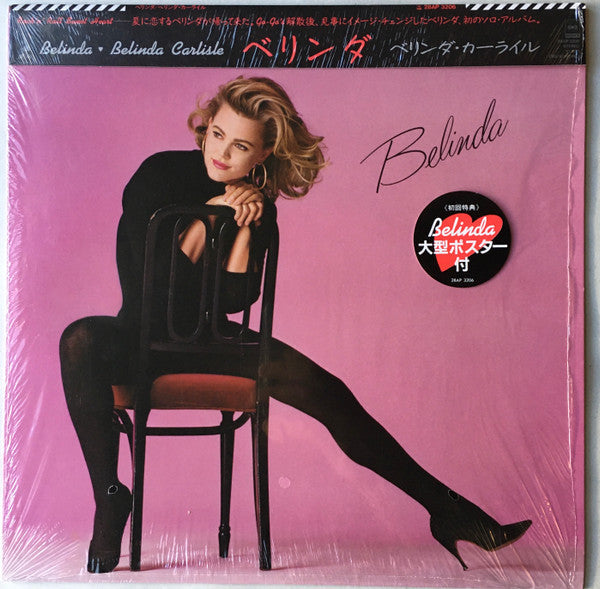 ベリンダ/ベリンダ・カーライル
28AP 3206
夏に恋するベリンダが帰って来た。Go-Go's解散後、見事にイメージ・チェンジしたベリンダ、初のソロ・アルバム。
Belinda ♥ Belinda Carlisle
ベリンダ
ベリンダ・カーライル
Belinda
〈初回特典〉
Belinda
大型ポスター
付
28AP 3206